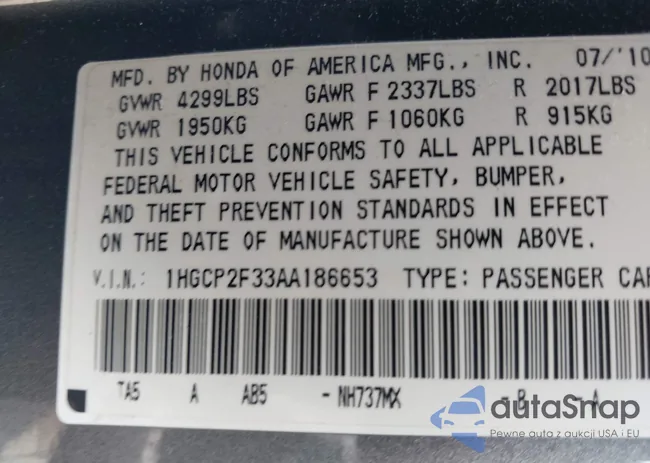 MFD. BY HONDA OF AMERICA MFG., INC. 07/'10
GVWR 4299LBS GAWR F 2337LBS R 2017LBS
GVWR 1950KG GAWR F 1060KG R 915KG
THIS VEHICLE CONFORMS TO ALL APPLICABLE
FEDERAL MOTOR VEHICLE SAFETY, BUMPER,
AND THEFT PREVENTION STANDARDS IN EFFECT
ON THE DATE OF MANUFACTURE SHOWN ABOVE.
V.I.N.: 1HGCP2F33AA186653 TYPE: PASSENGER CAR
TA5 A AB5 - NH737MX - B - A
autoSnap
Pewne auta z aukcji USA i EU